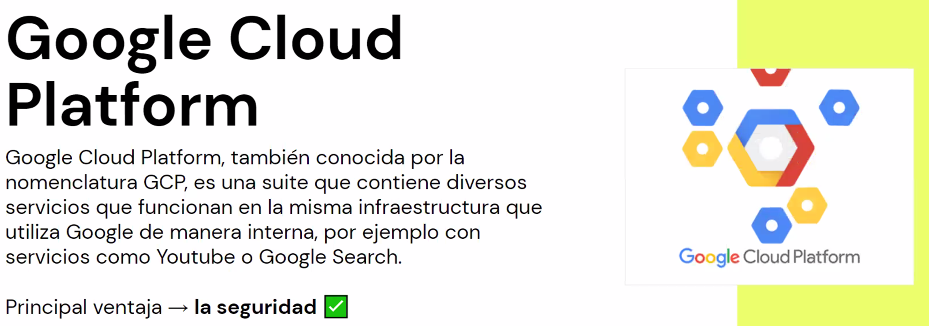 Google Cloud
Platform
Google Cloud Platform, también conocida por la
nomenclatura GCP, es una suite que contiene diversos
servicios que funcionan en la misma infraestructura que
utiliza Google de manera interna, por ejemplo con
servicios como Youtube o Google Search.
Principal ventaja → la seguridad ✅
Google Cloud Platform